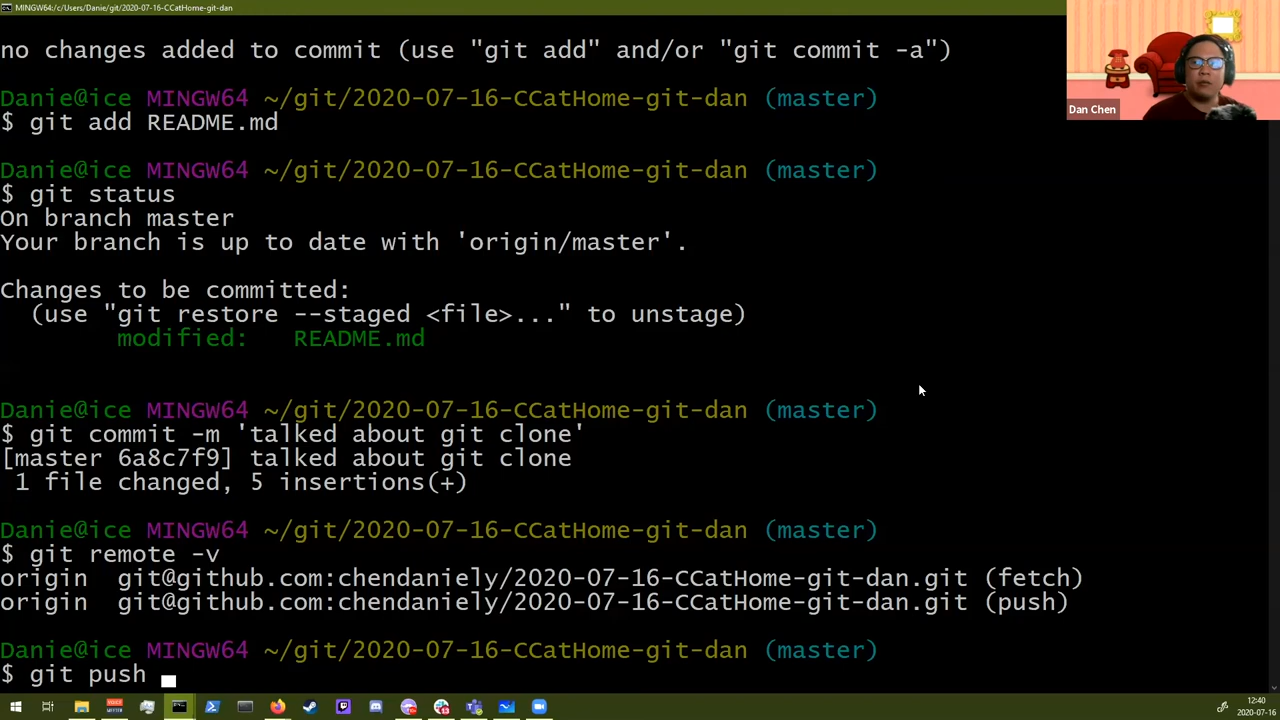 MINGW64:/c/Users/Danie/git/2020-07-16-CCatHome-git-dan
no changes added to commit (use "git add" and/or "git commit -a")
Danie@ice MINGW64 ~/git/2020-07-16-CCatHome-git-dan (master)
$ git add README.md
Danie@ice MINGW64 ~/git/2020-07-16-CCatHome-git-dan (master)
$ git status
On branch master
Your branch is up to date with 'origin/master'.
Changes to be committed:
(use "git restore --staged <file>..." to unstage)
modified: README.md
Danie@ice MINGW64 ~/git/2020-07-16-CCatHome-git-dan (master)
$ git commit -m 'talked about git clone'
[master 6a8c7f9] talked about git clone
1 file changed, 5 insertions(+)
Danie@ice MINGW64 ~/git/2020-07-16-CCatHome-git-dan (master)
$ git remote -v
origin git@github.com:chendaniely/2020-07-16-CCatHome-git-dan.git (fetch)
origin git@github.com:chendaniely/2020-07-16-CCatHome-git-dan.git (push)
Danie@ice MINGW64 ~/git/2020-07-16-CCatHome-git-dan (master)
$ git push
Dan Chen
12:40
2020-07-16